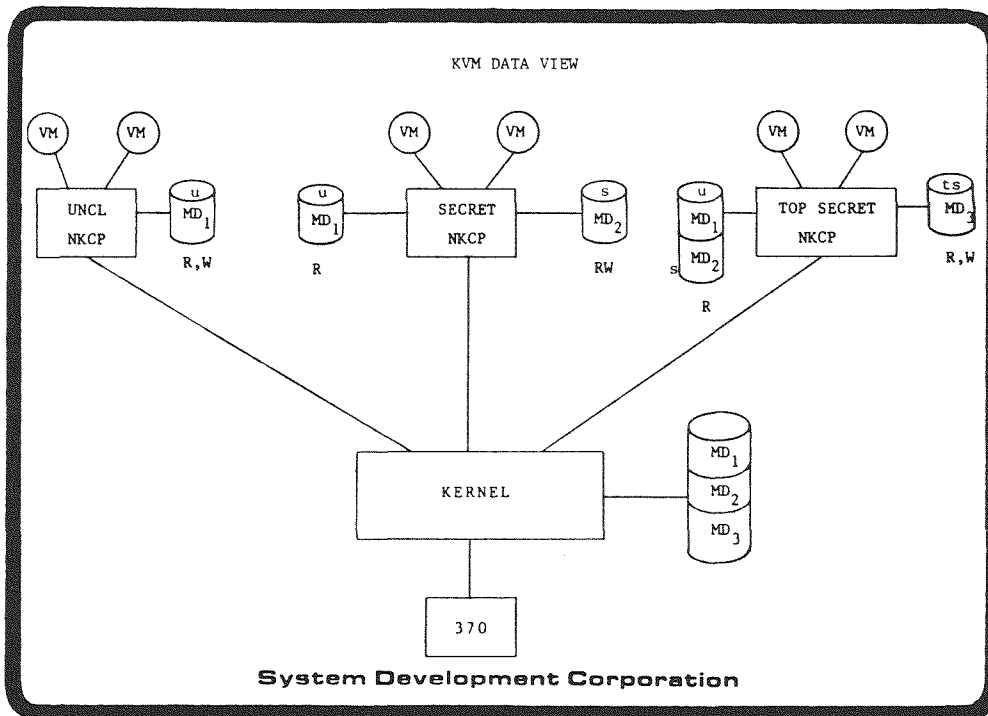 KVM DATA VIEW
VM VM VM VM VM VM
UNCL
NKCP
u
MD1
R,W
u
MD1
R
SECRET
NKCP
s
MD2
RW
u
MD1
s MD2
R
TOP SECRET
NKCP
ts
MD3
R,W
KERNEL
MD1
MD2
MD3
370
System Development Corporation